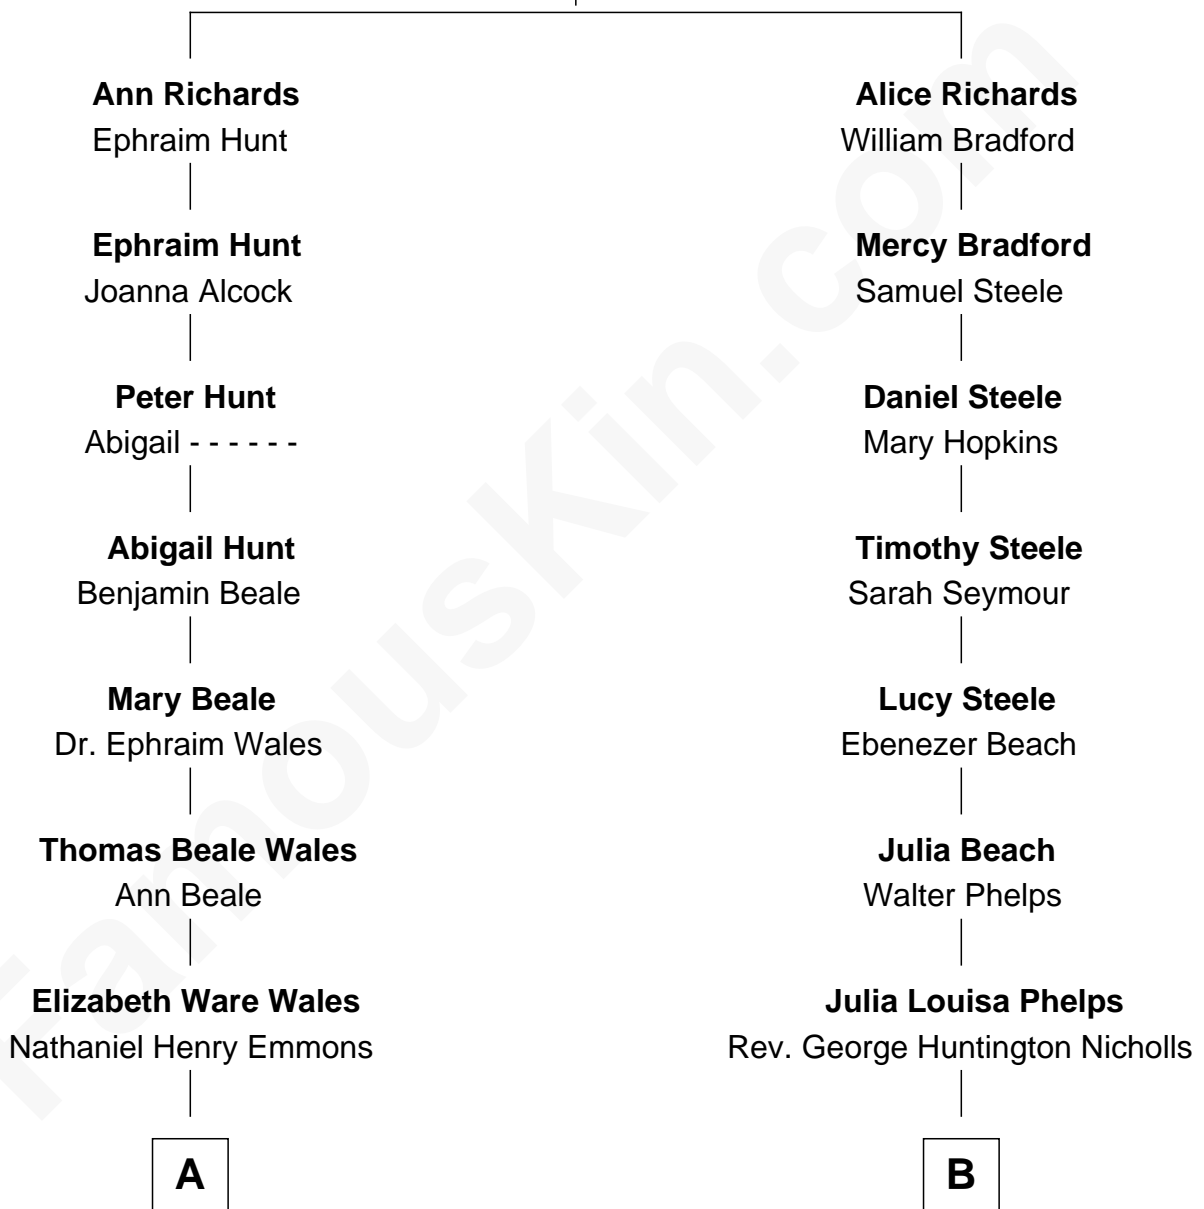 Ann Richards
Ephraim Hunt
Ephraim Hunt
Joanna Alcock
Peter Hunt
Abigail - - - - - -
Abigail Hunt
Benjamin Beale
Mary Beale
Dr. Ephraim Wales
Thomas Beale Wales
Ann Beale
Elizabeth Ware Wales
Nathaniel Henry Emmons
A
Alice Richards
William Bradford
Mercy Bradford
Samuel Steele
Daniel Steele
Mary Hopkins
Timothy Steele
Sarah Seymour
Lucy Steele
Ebenezer Beach
Julia Beach
Walter Phelps
Julia Louisa Phelps
Rev. George Huntington Nicholls
B
FamousKin.com